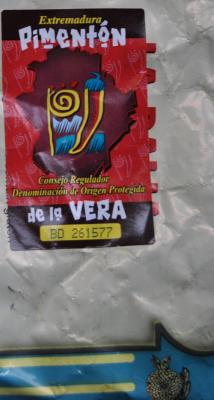 Extremadura
Pimentón
Consejo Regulador
Denominación de Origen Protegida
de la VERA
BD 261577